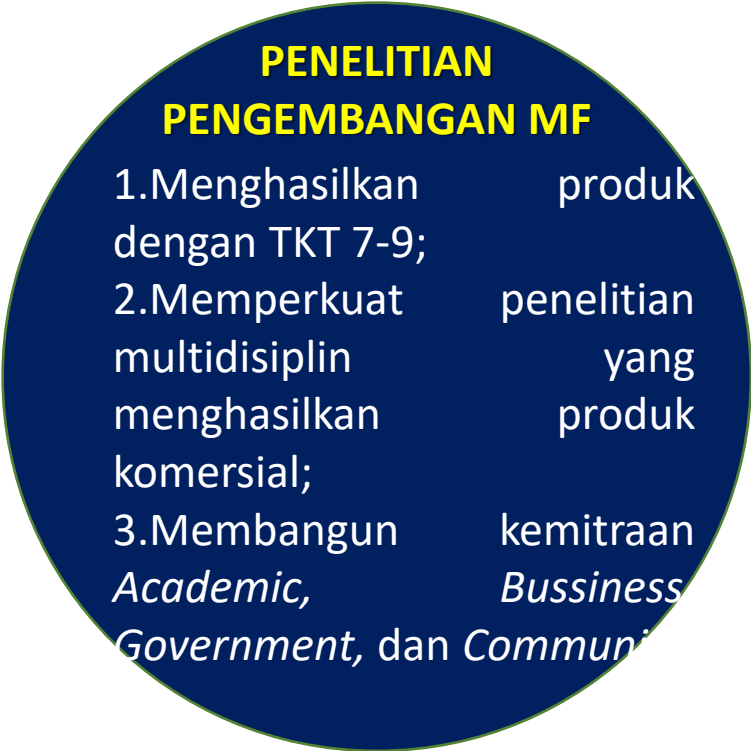 PENELITIAN
PENGEMBANGAN MF
1.Menghasilkan produk
dengan TKT 7-9;
2.Memperkuat penelitian
multidisiplin yang
menghasilkan produk
komersial;
3.Membangun kemitraan
Academic, Bussiness
Government, dan